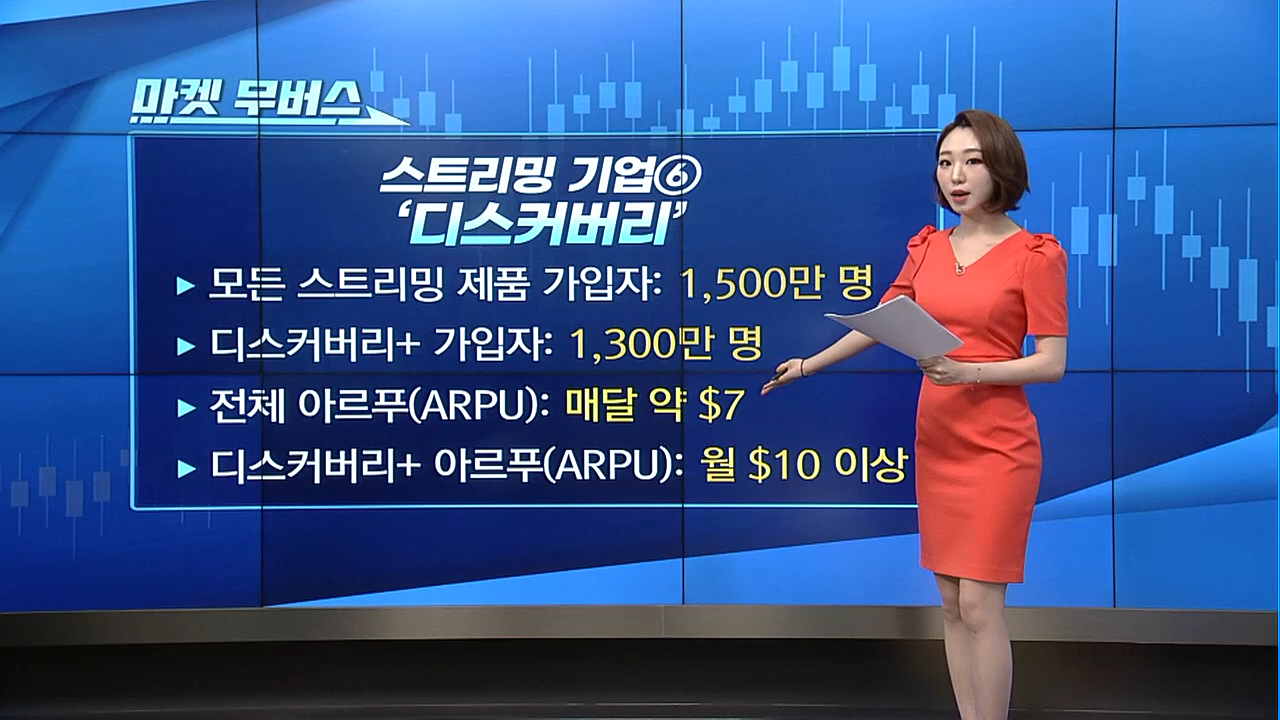 마켓 무버스
스트리밍 기업⑥
‘디스커버리’
▶ 모든 스트리밍 제품 가입자: 1,500만 명
▶ 디스커버리+ 가입자: 1,300만 명
▶ 전체 아르푸(ARPU): 매달 약 $7
▶ 디스커버리+ 아르푸(ARPU): 월 $10 이상